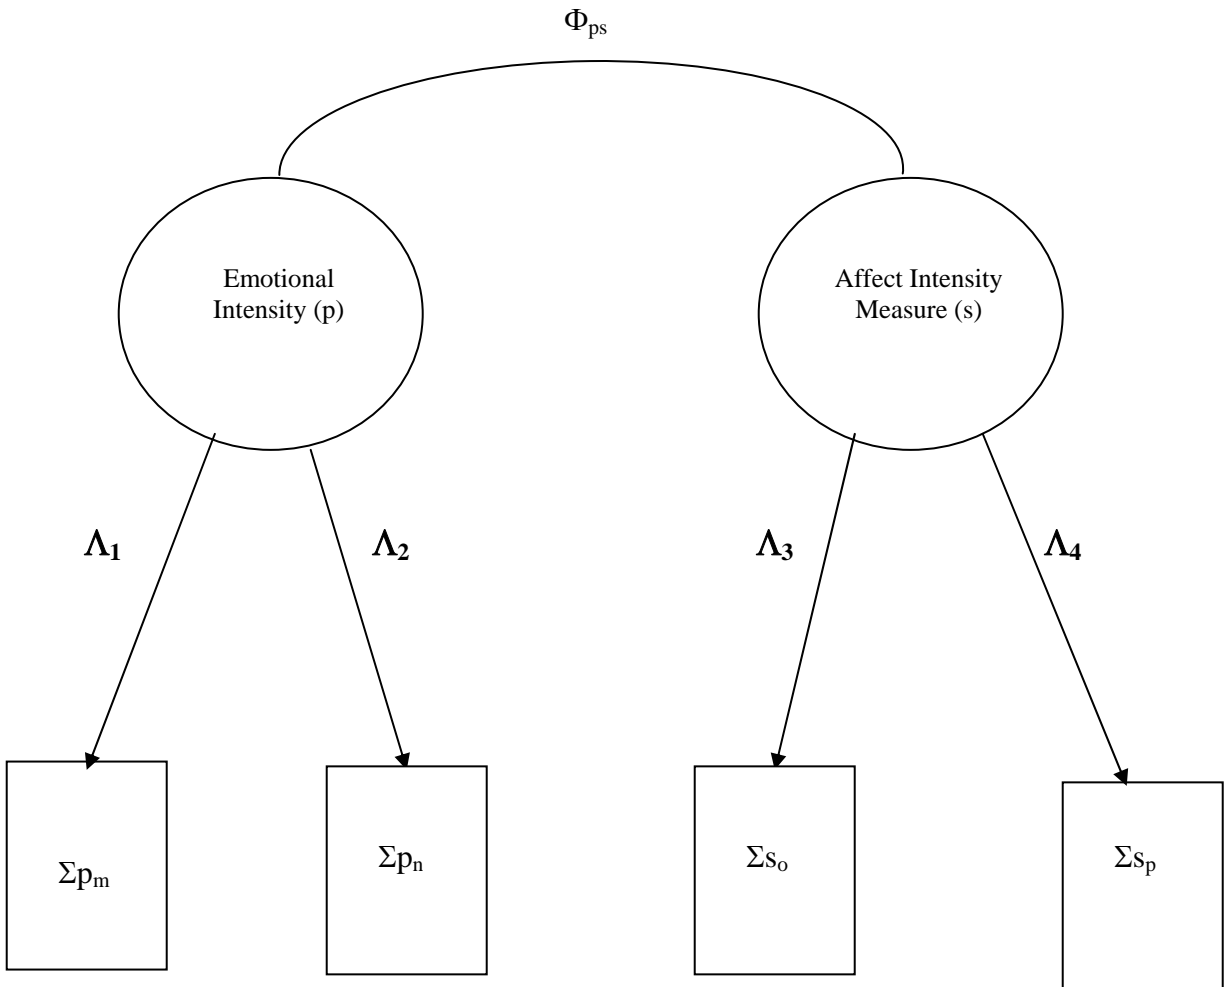 Φps
Emotional
Intensity (p)
Affect Intensity
Measure (s)
Λ1
Λ2
Λ3
Λ4
Σpm
Σpn
Σso
Σsp